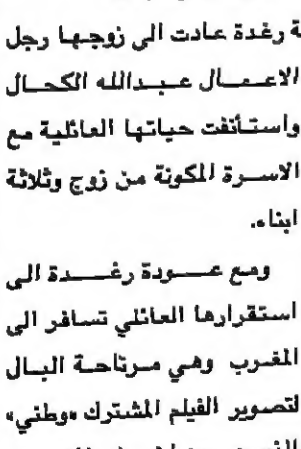 ة رغدة عادت الى زوجها رجل
الاعمال عبدالله الكحال
واستأنفت حياتها العائلية مع
الاسرة المكونة من زوج وثلاثة
ابناء.
ومع عودة رغدة الى
استقرارها العائلي تسافر الى
المغرب وهي مرتاحة البال
لتصوير الفيلم المشترك «وطني»